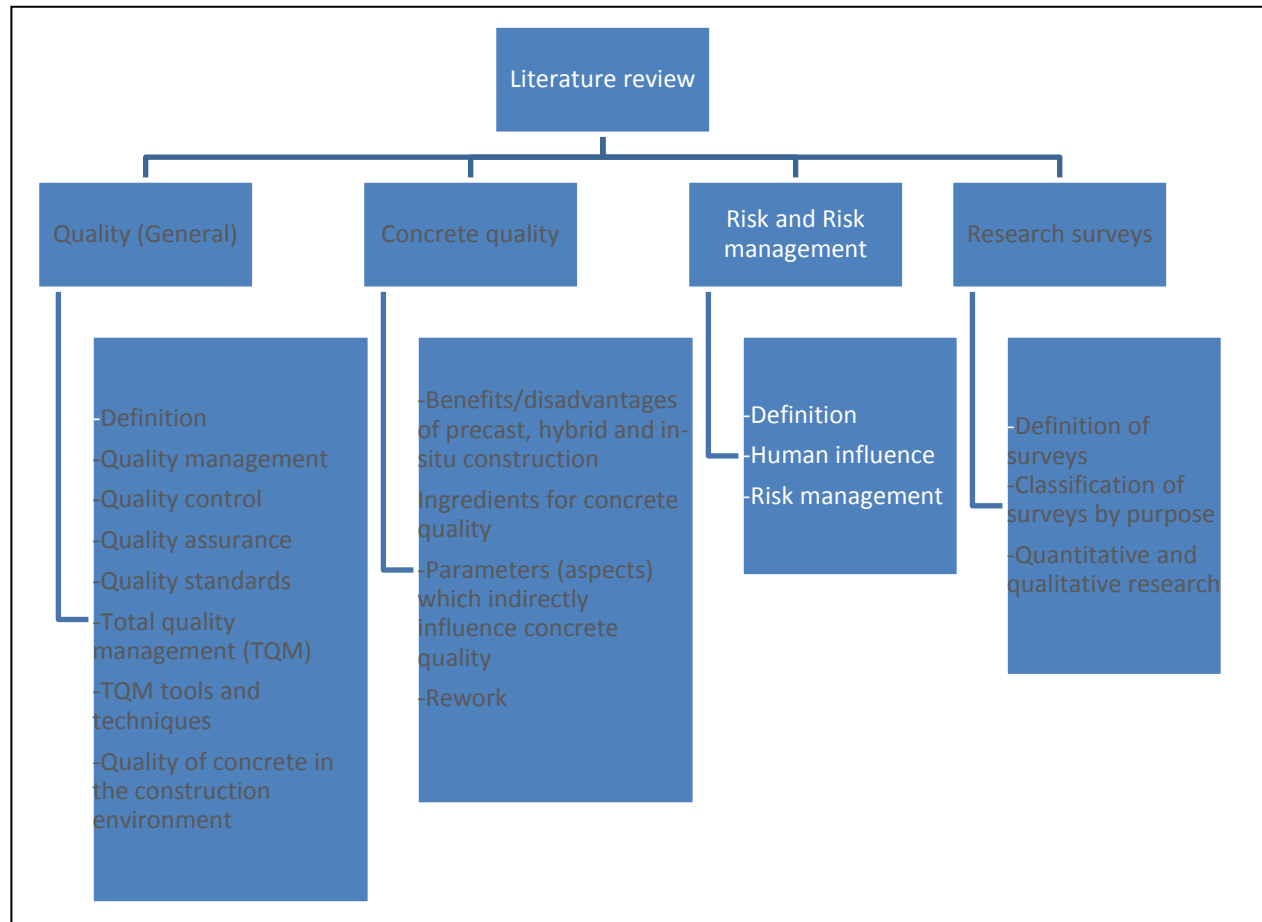 Literature review
Quality (General)
Concrete quality
Risk and Risk
management
Research surveys
-Definition
-Quality management
-Quality control
-Quality assurance
-Quality standards
-Total quality
management (TQM)
-TQM tools and
techniques
-Quality of concrete in
the construction
environment
-Benefits/disadvantages
of precast, hybrid and in-
situ construction
Ingredients for concrete
quality
-Parameters (aspects)
which indirectly
influence concrete
quality
-Rework
-Definition
-Human influence
-Risk management
-Definition of
surveys
-Classification of
surveys by purpose
-Quantitative and
qualitative research